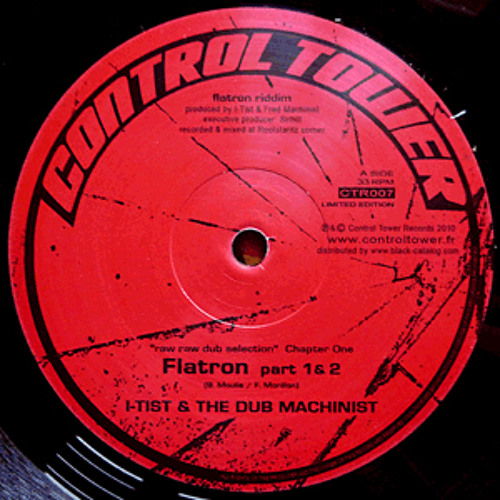 CONTROL TOWER
flatron riddim
produced by I-Tist & Fred Machinist
executive producer
recorded & mixed at corner
A SIDE
33 RPM
CTR007
LIMITED EDITION
℗&© Control Tower Records 2010
www.controltower.fr
distributed by www.black-catalog.com
"raw raw dub selection" Chapter One
Flatron part 1 & 2
I-TIST & THE DUB MACHINIST